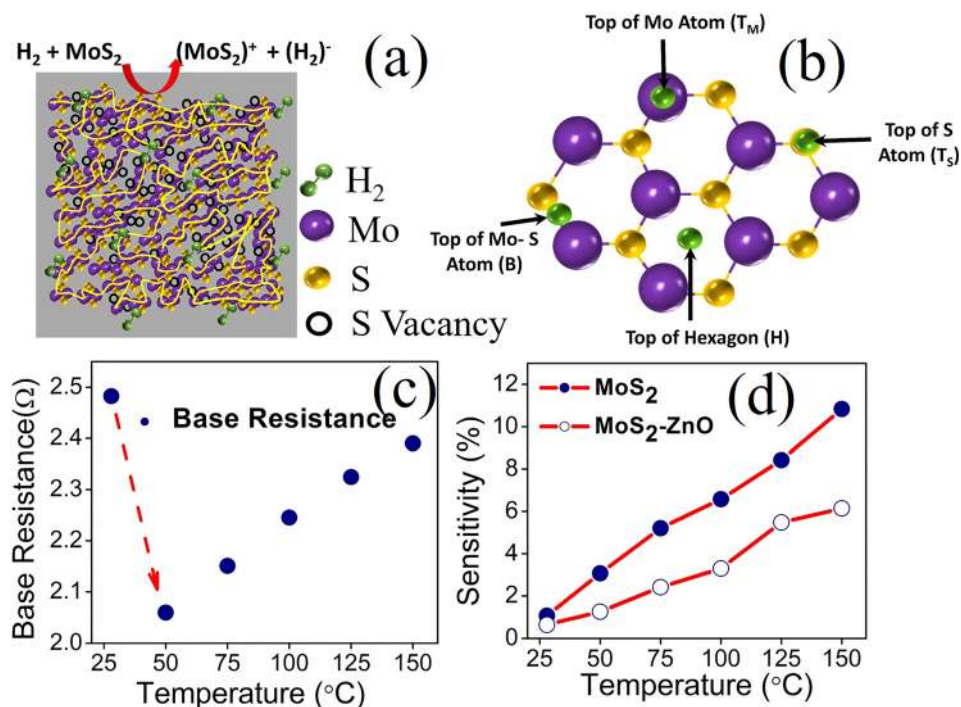 H₂ + MoS₂ (MoS₂)⁺ + (H₂)⁻
(a)
H₂
Mo
S
S Vacancy
(b)
Top of Mo Atom (T_M)
Top of S
Atom (T_S)
Top of Mo- S
Atom (B)
Top of Hexagon (H)
(c)
Base Resistance
Base Resistance(Ω)
2.5
2.4
2.3
2.2
2.1
2.0
25 50 75 100 125 150
Temperature (°C)
(d)
MoS₂
MoS₂-ZnO
Sensitivity (%)
12
10
8
6
4
2
0
25 50 75 100 125 150
Temperature (°C)